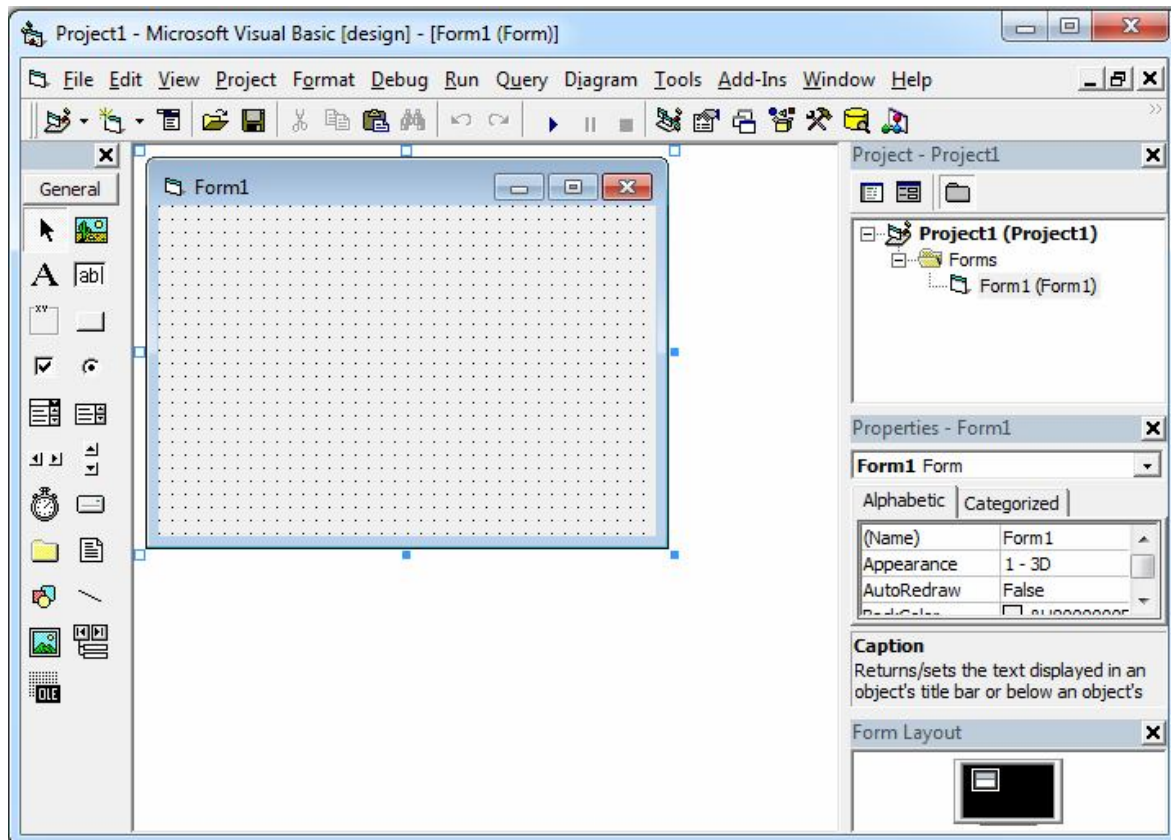 Project1 - Microsoft Visual Basic [design] - [Form1 (Form)]
File Edit View Project Format Debug Run Query Diagram Tools Add-Ins Window Help
General
A
abl
XY
OLE
Form1
Project - Project1
Project1 (Project1)
Forms
Form1 (Form1)
Properties - Form1
Form1 Form
Alphabetic Categorized
(Name) Form1
Appearance 1 - 3D
AutoRedraw False
Caption
Returns/sets the text displayed in an
object's title bar or below an object's
Form Layout